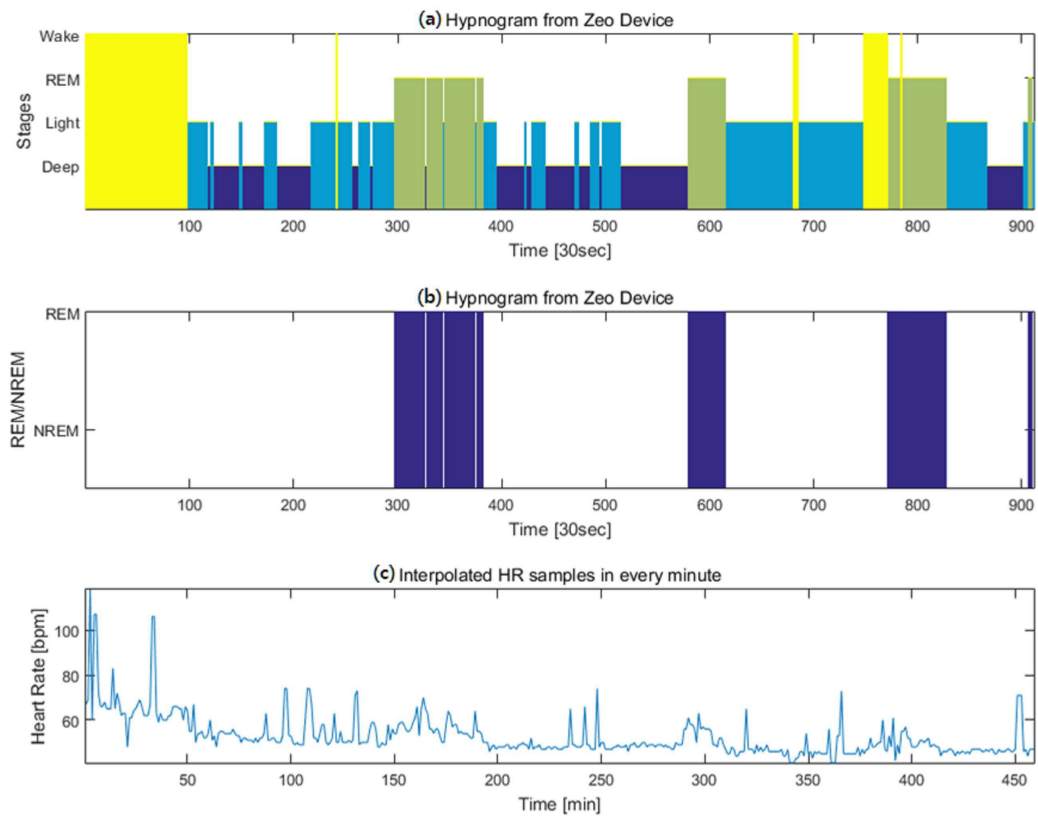 (a) Hypnogram from Zeo Device
Wake
REM
Light
Deep
Stages
100 200 300 400 500 600 700 800 900
Time [30sec]
(b) Hypnogram from Zeo Device
REM
NREM
REM/NREM
100 200 300 400 500 600 700 800 900
Time [30sec]
(c) Interpolated HR samples in every minute
100
80
60
Heart Rate [bpm]
50 100 150 200 250 300 350 400 450
Time [min]